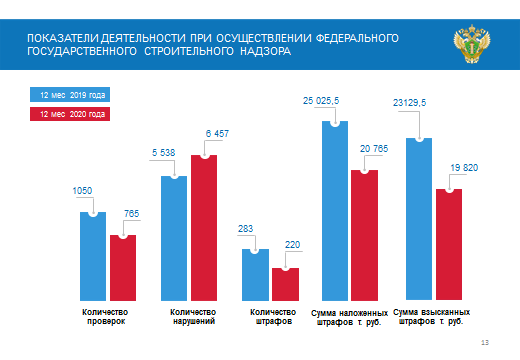 ПОКАЗАТЕЛИ ДЕЯТЕЛЬНОСТИ ПРИ ОСУЩЕСТВЛЕНИИ ФЕДЕРАЛЬНОГО
ГОСУДАРСТВЕННОГО СТРОИТЕЛЬНОГО НАДЗОРА
12 мес 2019 года
12 мес 2020 года
1050
765
5 538
6 457
283
220
25 025,5
20 765
23129,5
19 820
Количество
проверок
Количество
нарушений
Количество
штрафов
Сумма наложенных
штрафов т. руб.
Сумма взысканных
штрафов т. руб.
13